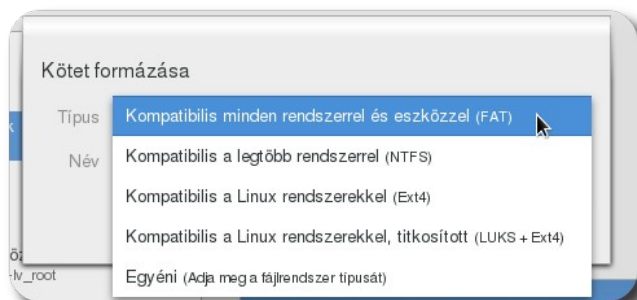 Kötet formázása
Típus
Kompatibilis minden rendszerrel és eszközzel (FAT)
Név
Kompatibilis a legtöbb rendszerrel (NTFS)
Kompatibilis a Linux rendszerekkel (Ext4)
Kompatibilis a Linux rendszerekkel, titkosított (LUKS + Ext4)
Egyéni (Adja meg a fájlrendszer típusát)
-lv_root